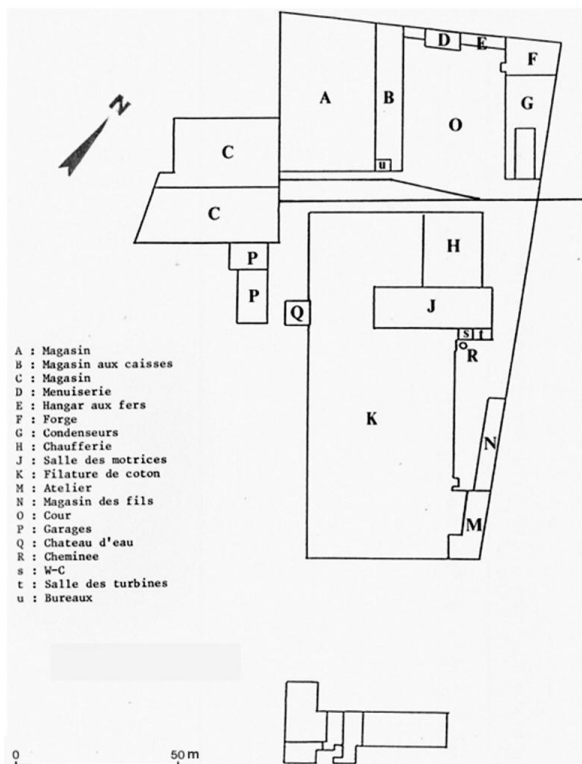 D
E
F
N
A
B
G
O
C
u
C
H
P
P
J
Q
s t
R
K
N
M
A : Magasin
B : Magasin aux caisses
C : Magasin
D : Menuiserie
E : Hangar aux fers
F : Forge
G : Condenseurs
H : Chaufferie
J : Salle des motrices
K : Filature de coton
M : Atelier
N : Magasin des fils
O : Cour
P : Garages
Q : Chateau d'eau
R : Cheminee
s : W-C
t : Salle des turbines
u : Bureaux
0 50 m